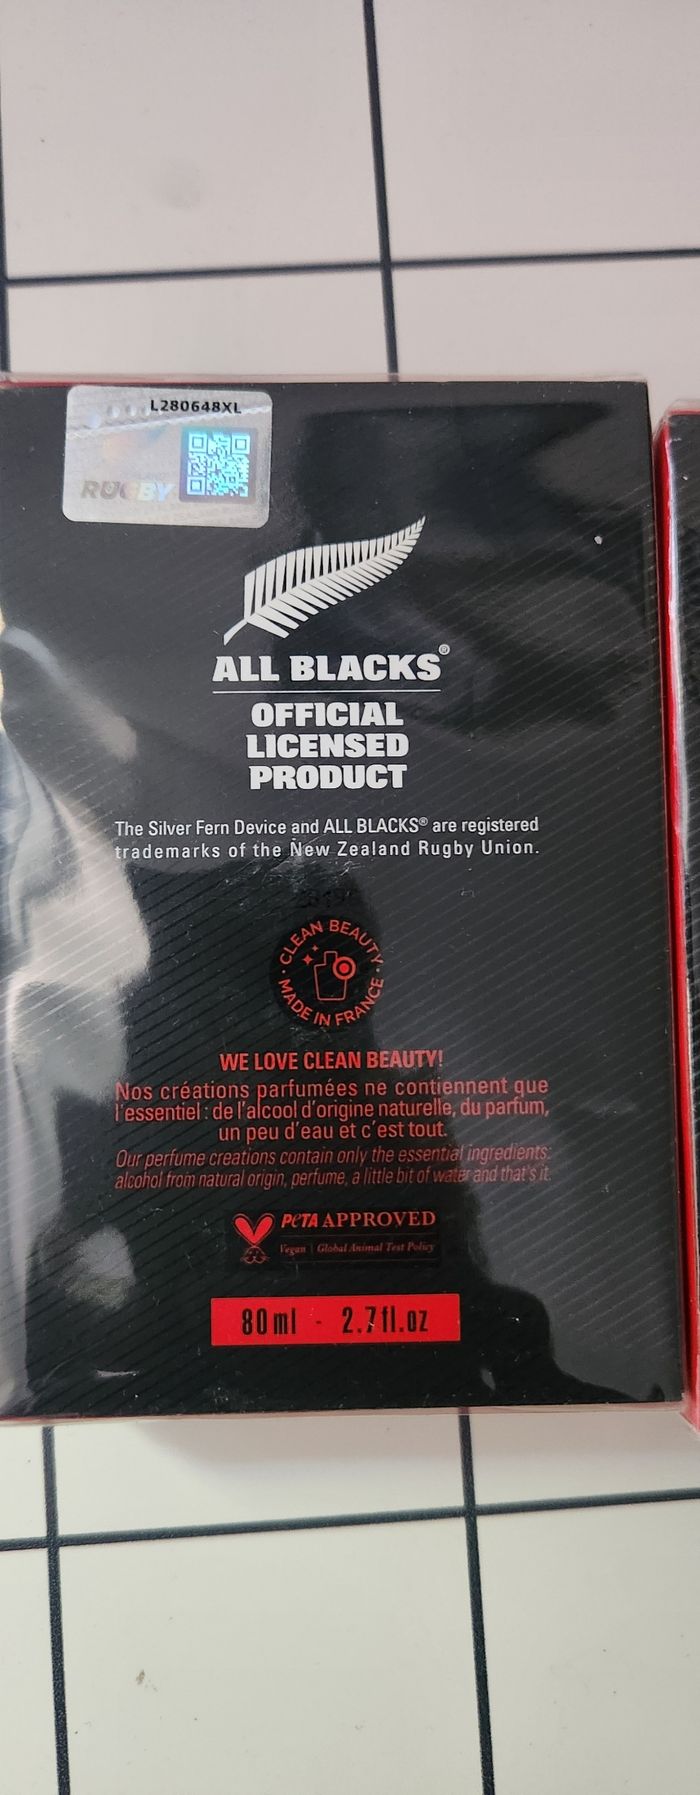 L280648XL
RUGBY
ALL BLACKS®
OFFICIAL
LICENSED
PRODUCT
The Silver Fern Device and ALL BLACKS® are registered
trademarks of the New Zealand Rugby Union.
· CLEAN BEAUTY ·
MADE IN FRANCE
WE LOVE CLEAN BEAUTY!
Nos créations parfumées ne contiennent que
l'essentiel : de l'alcool d'origine naturelle, du parfum,
un peu d'eau et c'est tout.
Our perfume creations contain only the essential ingredients:
alcohol from natural origin, perfume, a little bit of water and that's it.
PETA APPROVED
Vegan | Global Animal Test Policy
80 ml - 2.7 fl.oz